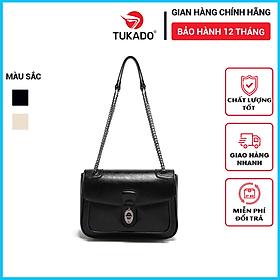 TUKADO
GIAN HÀNG CHÍNH HÃNG
BẢO HÀNH 12 THÁNG
MÀU SẮC
CHẤT LƯỢNG
TỐT
GIAO HÀNG
NHANH
MIỄN PHÍ
ĐỔI TRẢ